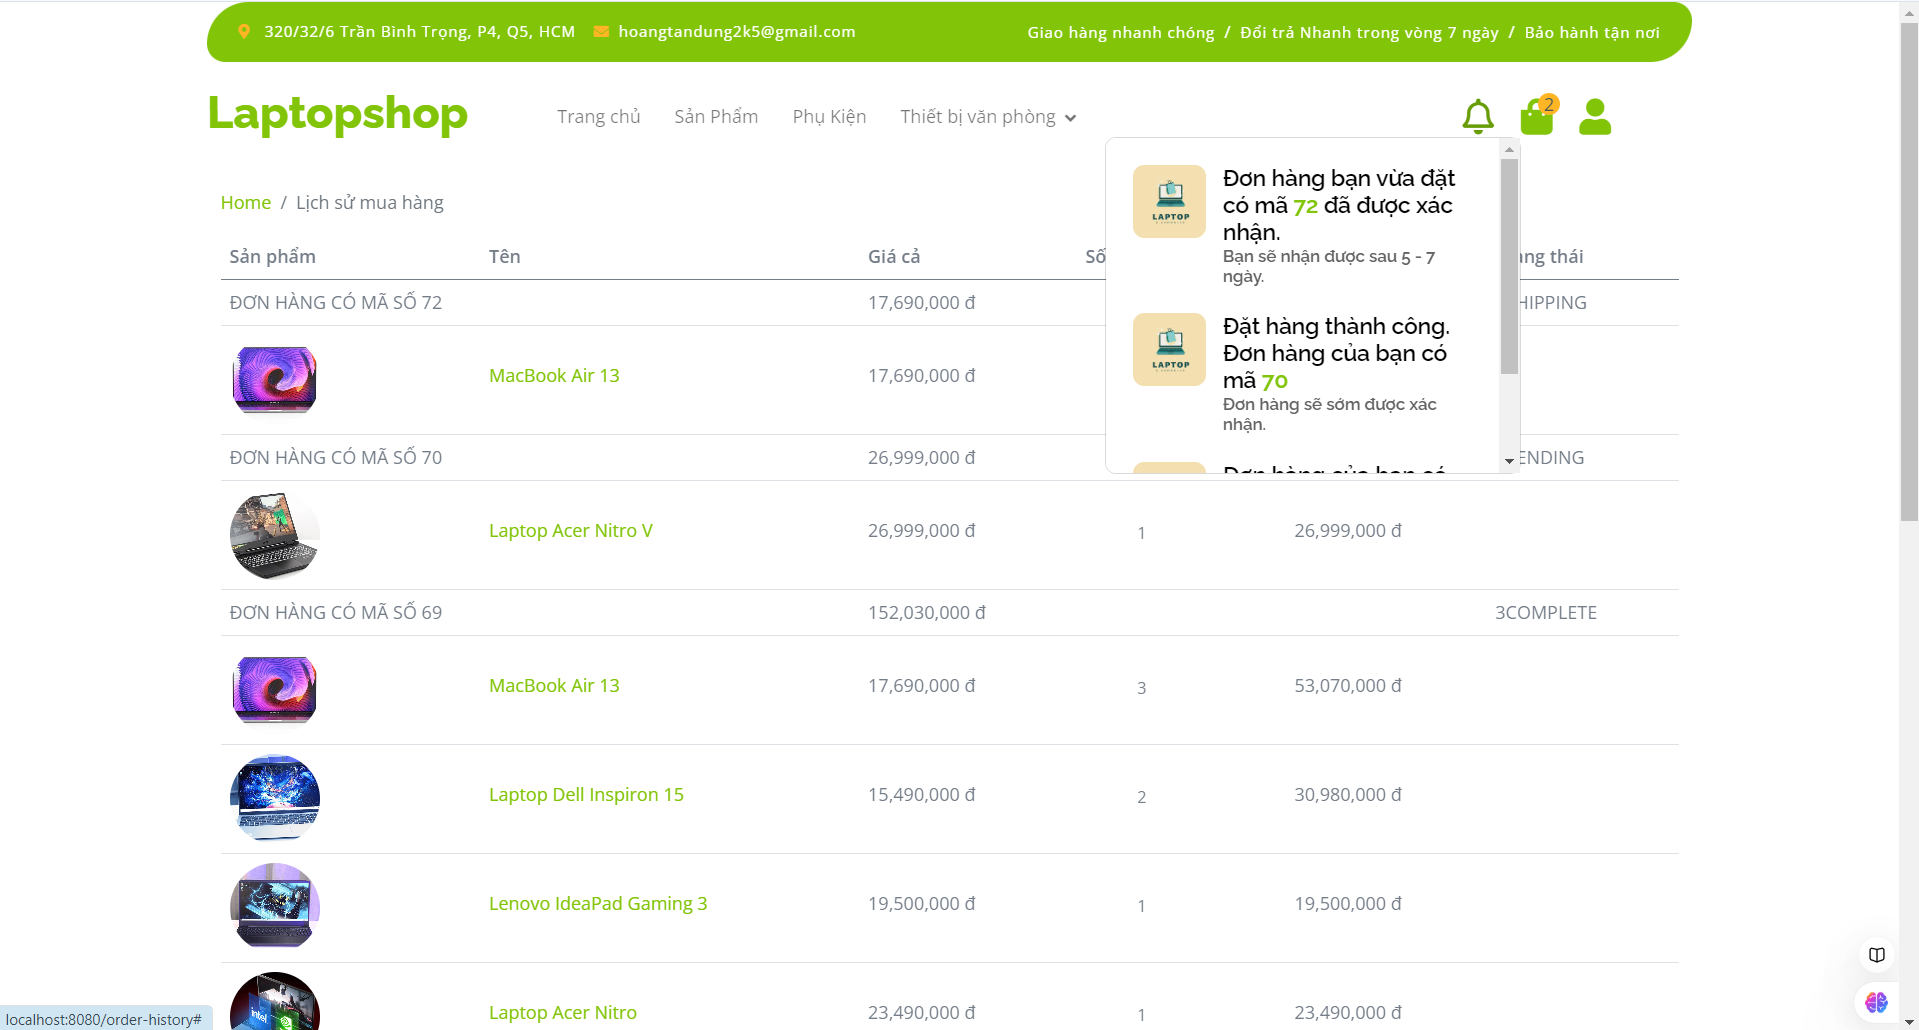 320/32/6 Trần Bình Trọng, P4, Q5, HCM hoangtandung2k5@gmail.com Giao hàng nhanh chóng / Đổi trả Nhanh trong vòng 7 ngày / Bảo hành tận nơi
Laptopshop Trang chủ Sản Phẩm Phụ Kiện Thiết bị văn phòng 2
Home / Lịch sử mua hàng
Đơn hàng bạn vừa đặt
có mã 72 đã được xác
nhận.
Bạn sẽ nhận được sau 5 - 7
ngày.
LAPTOP
Đặt hàng thành công.
Đơn hàng của bạn có
mã 70
Đơn hàng sẽ sớm được xác
nhận.
LAPTOP
Đơn hàng của bạn có
Sản phẩm Tên Giá cả Số ạng thái
ĐƠN HÀNG CÓ MÃ SỐ 72 17,690,000 đ HIPPING
MacBook Air 13 17,690,000 đ
ĐƠN HÀNG CÓ MÃ SỐ 70 26,999,000 đ ENDING
Laptop Acer Nitro V 26,999,000 đ 1 26,999,000 đ
ĐƠN HÀNG CÓ MÃ SỐ 69 152,030,000 đ 3COMPLETE
MacBook Air 13 17,690,000 đ 3 53,070,000 đ
Laptop Dell Inspiron 15 15,490,000 đ 2 30,980,000 đ
Lenovo IdeaPad Gaming 3 19,500,000 đ 1 19,500,000 đ
Laptop Acer Nitro 23,490,000 đ 1 23,490,000 đ
intel
localhost:8080/order-history#